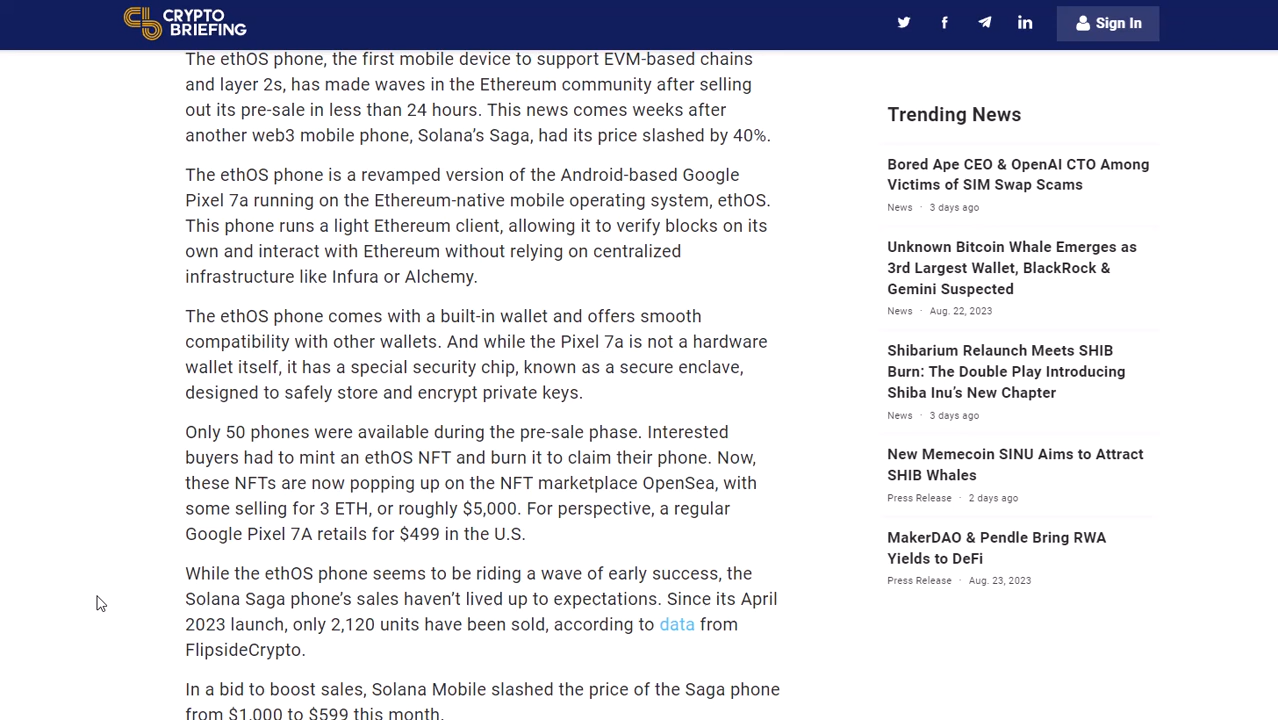 CRYPTO
BRIEFING
Sign In
The ethOS phone, the first mobile device to support EVM-based chains
and layer 2s, has made waves in the Ethereum community after selling
out its pre-sale in less than 24 hours. This news comes weeks after
another web3 mobile phone, Solana’s Saga, had its price slashed by 40%.
The ethOS phone is a revamped version of the Android-based Google
Pixel 7a running on the Ethereum-native mobile operating system, ethOS.
This phone runs a light Ethereum client, allowing it to verify blocks on its
own and interact with Ethereum without relying on centralized
infrastructure like Infura or Alchemy.
The ethOS phone comes with a built-in wallet and offers smooth
compatibility with other wallets. And while the Pixel 7a is not a hardware
wallet itself, it has a special security chip, known as a secure enclave,
designed to safely store and encrypt private keys.
Only 50 phones were available during the pre-sale phase. Interested
buyers had to mint an ethOS NFT and burn it to claim their phone. Now,
these NFTs are now popping up on the NFT marketplace OpenSea, with
some selling for 3 ETH, or roughly $5,000. For perspective, a regular
Google Pixel 7A retails for $499 in the U.S.
While the ethOS phone seems to be riding a wave of early success, the
Solana Saga phone’s sales haven’t lived up to expectations. Since its April
2023 launch, only 2,120 units have been sold, according to data from
FlipsideCrypto.
In a bid to boost sales, Solana Mobile slashed the price of the Saga phone
from $1,000 to $599 this month.
Trending News
Bored Ape CEO & OpenAI CTO Among
Victims of SIM Swap Scams
News · 3 days ago
Unknown Bitcoin Whale Emerges as
3rd Largest Wallet, BlackRock &
Gemini Suspected
News · Aug. 22, 2023
Shibarium Relaunch Meets SHIB
Burn: The Double Play Introducing
Shiba Inu’s New Chapter
News · 3 days ago
New Memecoin SINU Aims to Attract
SHIB Whales
Press Release · 2 days ago
MakerDAO & Pendle Bring RWA
Yields to DeFi
Press Release · Aug. 23, 2023